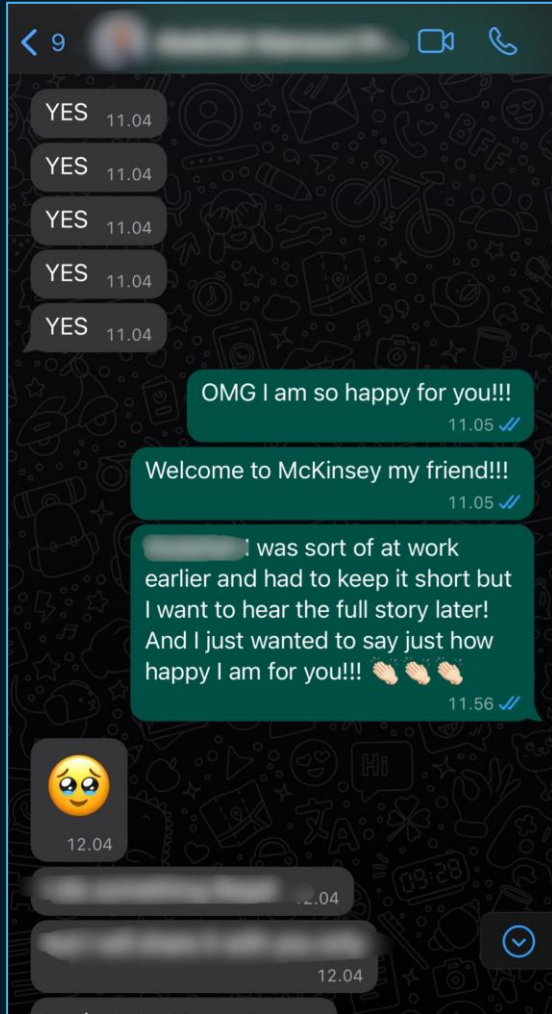 9
YES 11.04
YES 11.04
YES 11.04
YES 11.04
YES 11.04
OMG I am so happy for you!!!
11.05
Welcome to McKinsey my friend!!!
11.05
I was sort of at work
earlier and had to keep it short but
I want to hear the full story later!
And I just wanted to say just how
happy I am for you!!! 👏🏻👏🏻👏🏻
11.56
🥹
12.04
.04
12.04